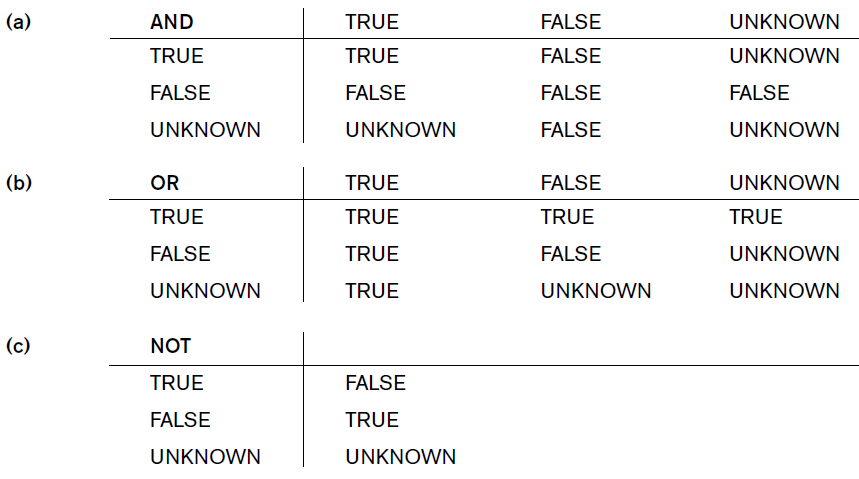 (a) AND TRUE FALSE UNKNOWN
TRUE TRUE FALSE UNKNOWN
FALSE FALSE FALSE FALSE
UNKNOWN UNKNOWN FALSE UNKNOWN
(b) OR TRUE FALSE UNKNOWN
TRUE TRUE TRUE TRUE
FALSE TRUE FALSE UNKNOWN
UNKNOWN TRUE UNKNOWN UNKNOWN
(c) NOT
TRUE FALSE
FALSE TRUE
UNKNOWN UNKNOWN